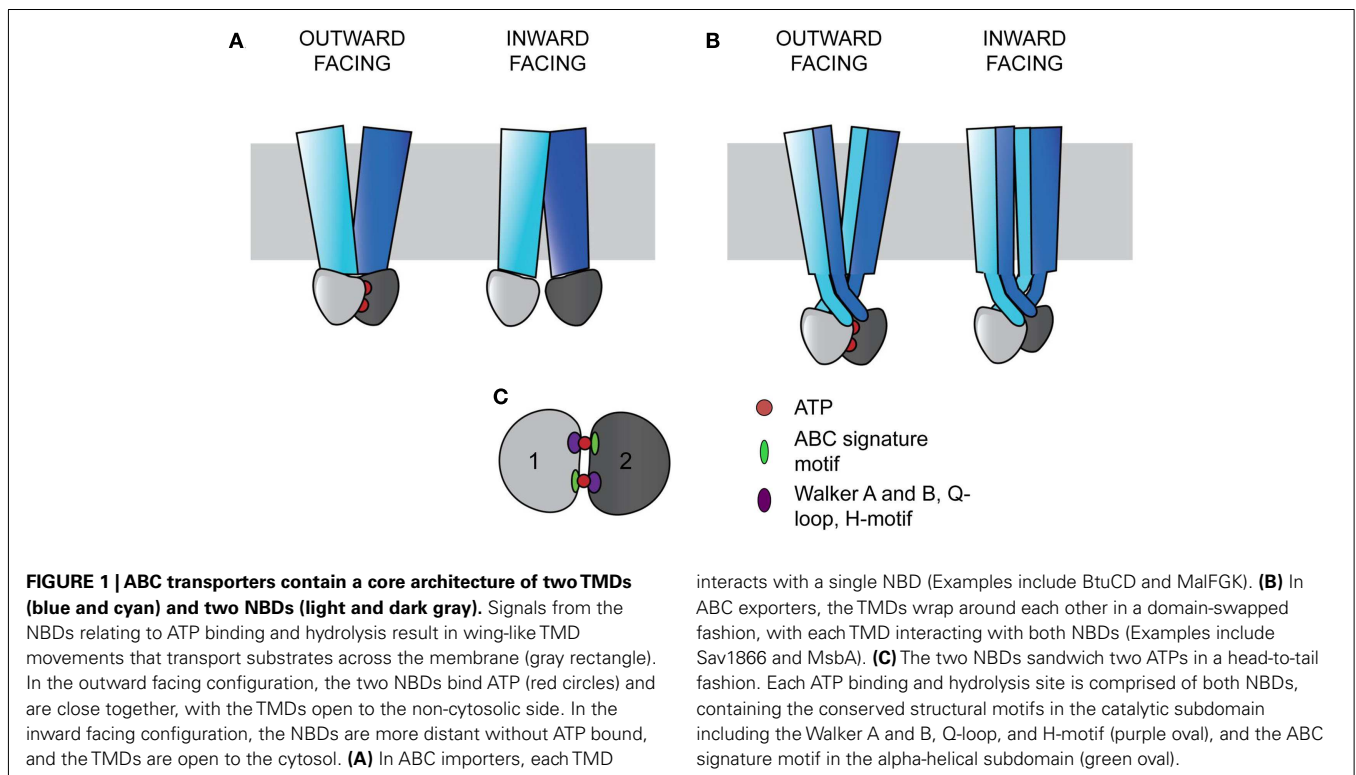 A
OUTWARD
FACING
INWARD
FACING
B
OUTWARD
FACING
INWARD
FACING
C
1
2
ATP
ABC signature
motif
Walker A and B, Q-
loop, H-motif
FIGURE 1 | ABC transporters contain a core architecture of two TMDs
(blue and cyan) and two NBDs (light and dark gray). Signals from the
NBDs relating to ATP binding and hydrolysis result in wing-like TMD
movements that transport substrates across the membrane (gray rectangle).
In the outward facing configuration, the two NBDs bind ATP (red circles) and
are close together, with the TMDs open to the non-cytosolic side. In the
inward facing configuration, the NBDs are more distant without ATP bound,
and the TMDs are open to the cytosol. (A) In ABC importers, each TMD
interacts with a single NBD (Examples include BtuCD and MalFGK). (B) In
ABC exporters, the TMDs wrap around each other in a domain-swapped
fashion, with each TMD interacting with both NBDs (Examples include
Sav1866 and MsbA). (C) The two NBDs sandwich two ATPs in a head-to-tail
fashion. Each ATP binding and hydrolysis site is comprised of both NBDs,
containing the conserved structural motifs in the catalytic subdomain
including the Walker A and B, Q-loop, and H-motif (purple oval), and the ABC
signature motif in the alpha-helical subdomain (green oval).